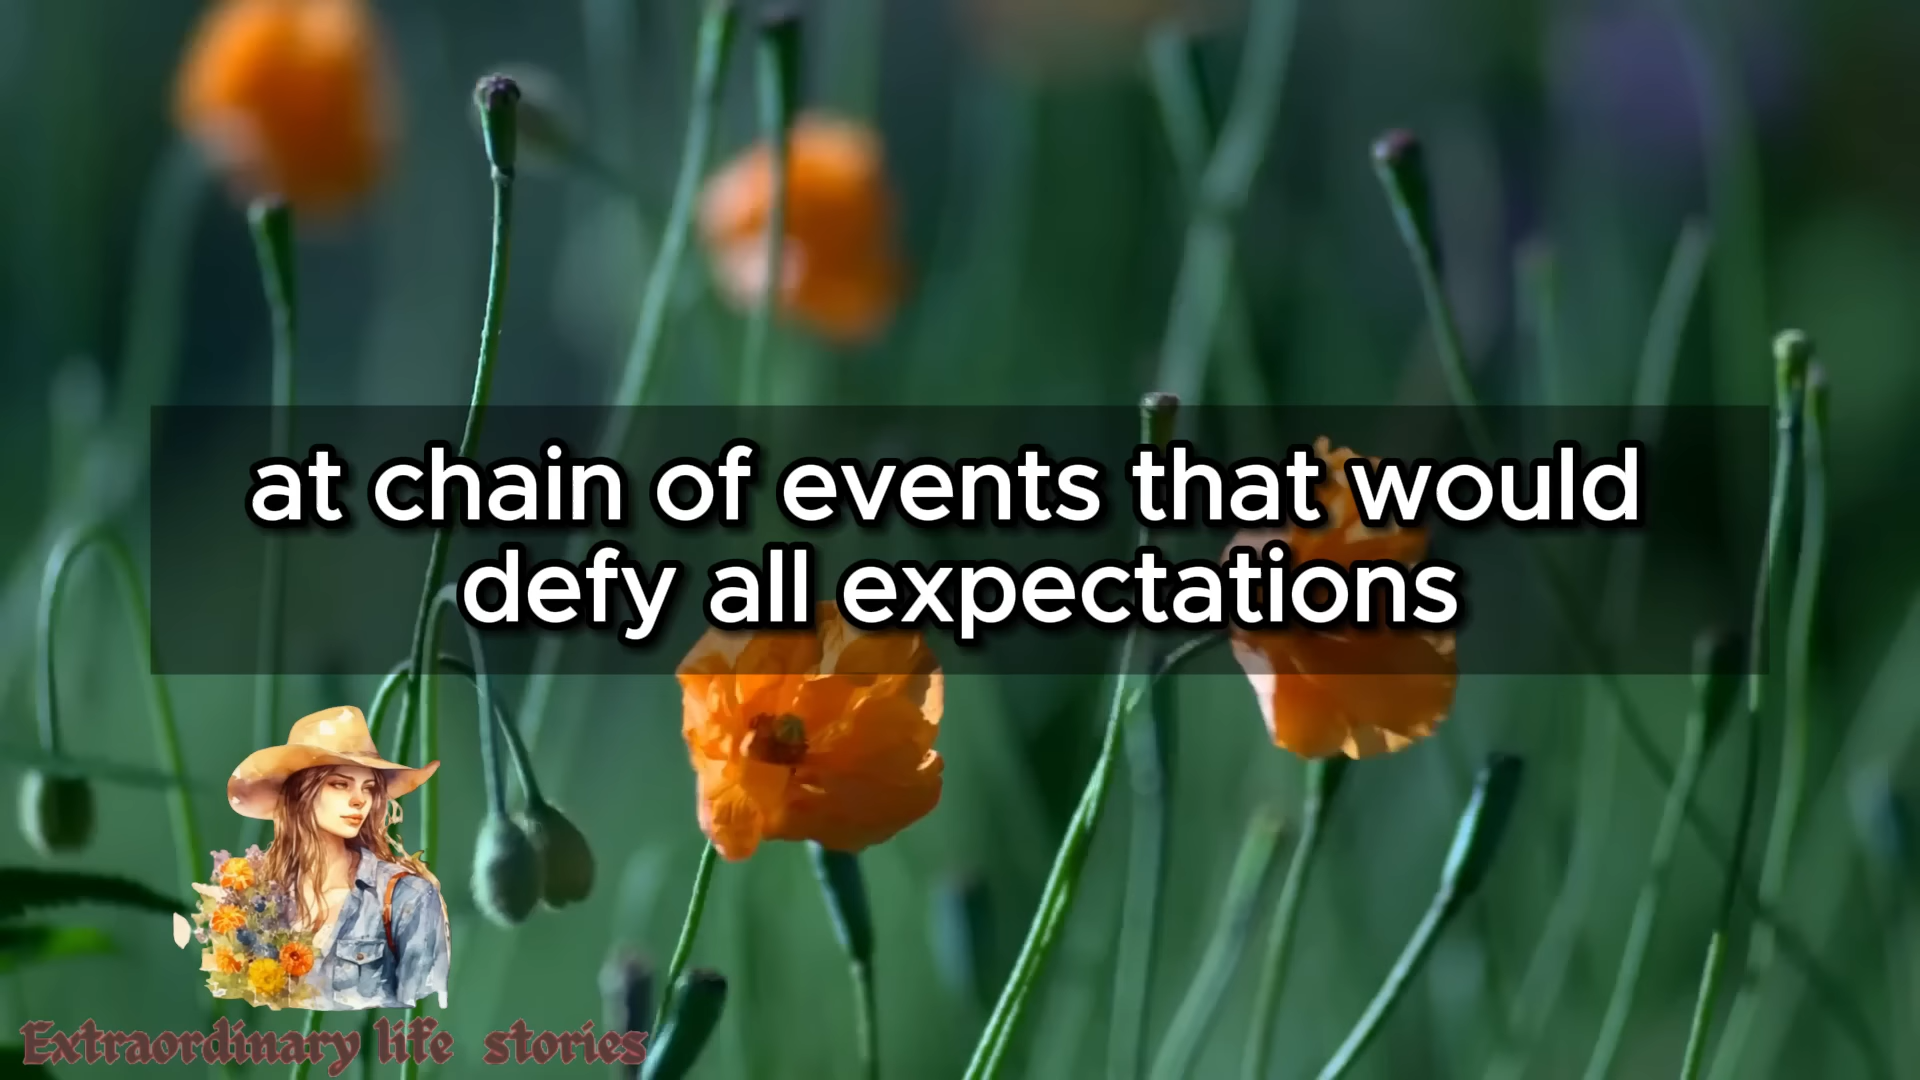 at chain of events that would
defy all expectations
Extraordinary life stories